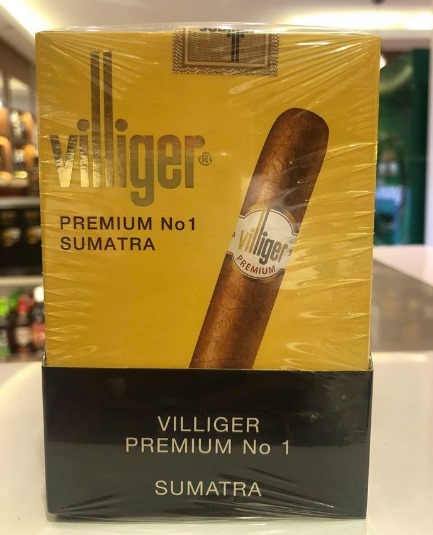 villiger®
PREMIUM No1
SUMATRA
villiger
PREMIUM
VILLIGER
PREMIUM No 1
SUMATRA